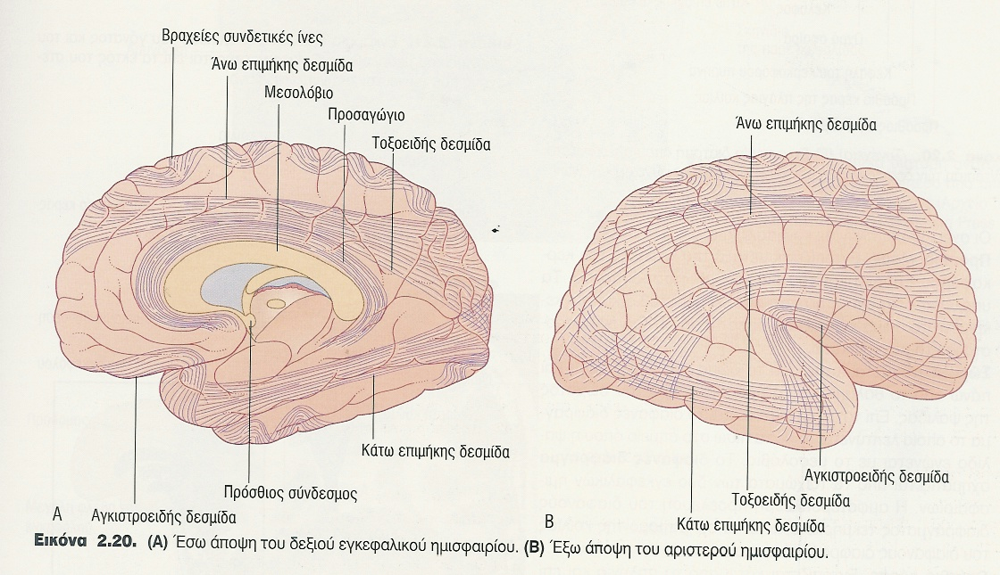 Βραχείες συνδετικές ίνες
Άνω επιμήκης δεσμίδα
Μεσολόβιο
Προσαγώγιο
Τοξοειδής δεσμίδα
Κάτω επιμήκης δεσμίδα
Πρόσθιος σύνδεσμος
Α Αγκιστροειδής δεσμίδα
Άνω επιμήκης δεσμίδα
Αγκιστροειδής δεσμίδα
Τοξοειδής δεσμίδα
Β Κάτω επιμήκης δεσμίδα
Εικόνα 2.20. (Α) Έσω άποψη του δεξιού εγκεφαλικού ημισφαιρίου. (Β) Έξω άποψη του αριστερού ημισφαιρίου.